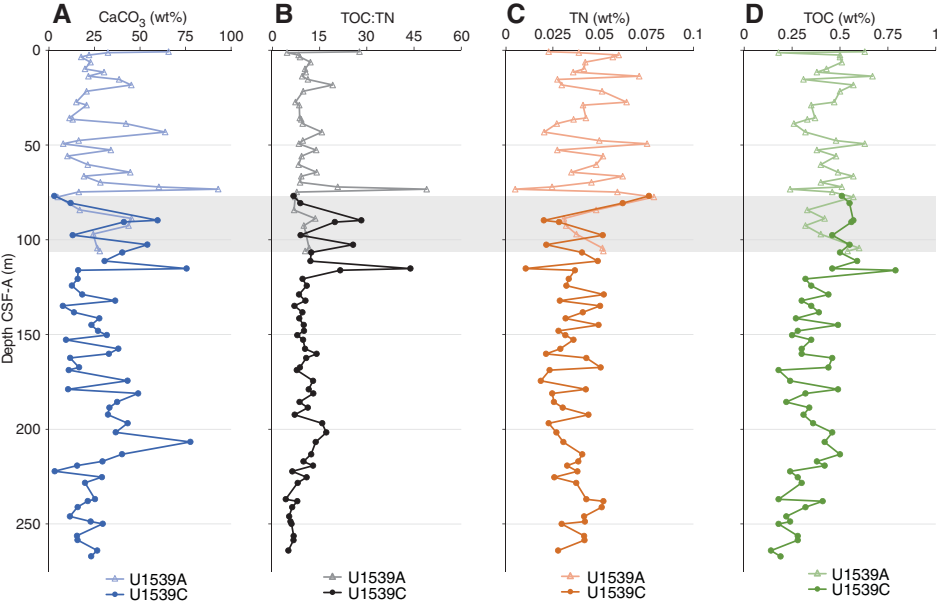 A CaCO3 (wt%)
B TOC:TN
C TN (wt%)
D TOC (wt%)
0 25 50 75 100
0 15 30 45 60
0 0.025 0.05 0.075 0.1
0 0.25 0.5 0.75 1
0
50
100
150
200
250
Depth CSF-A (m)
U1539A
U1539C
U1539A
U1539C
U1539A
U1539C
U1539A
U1539C